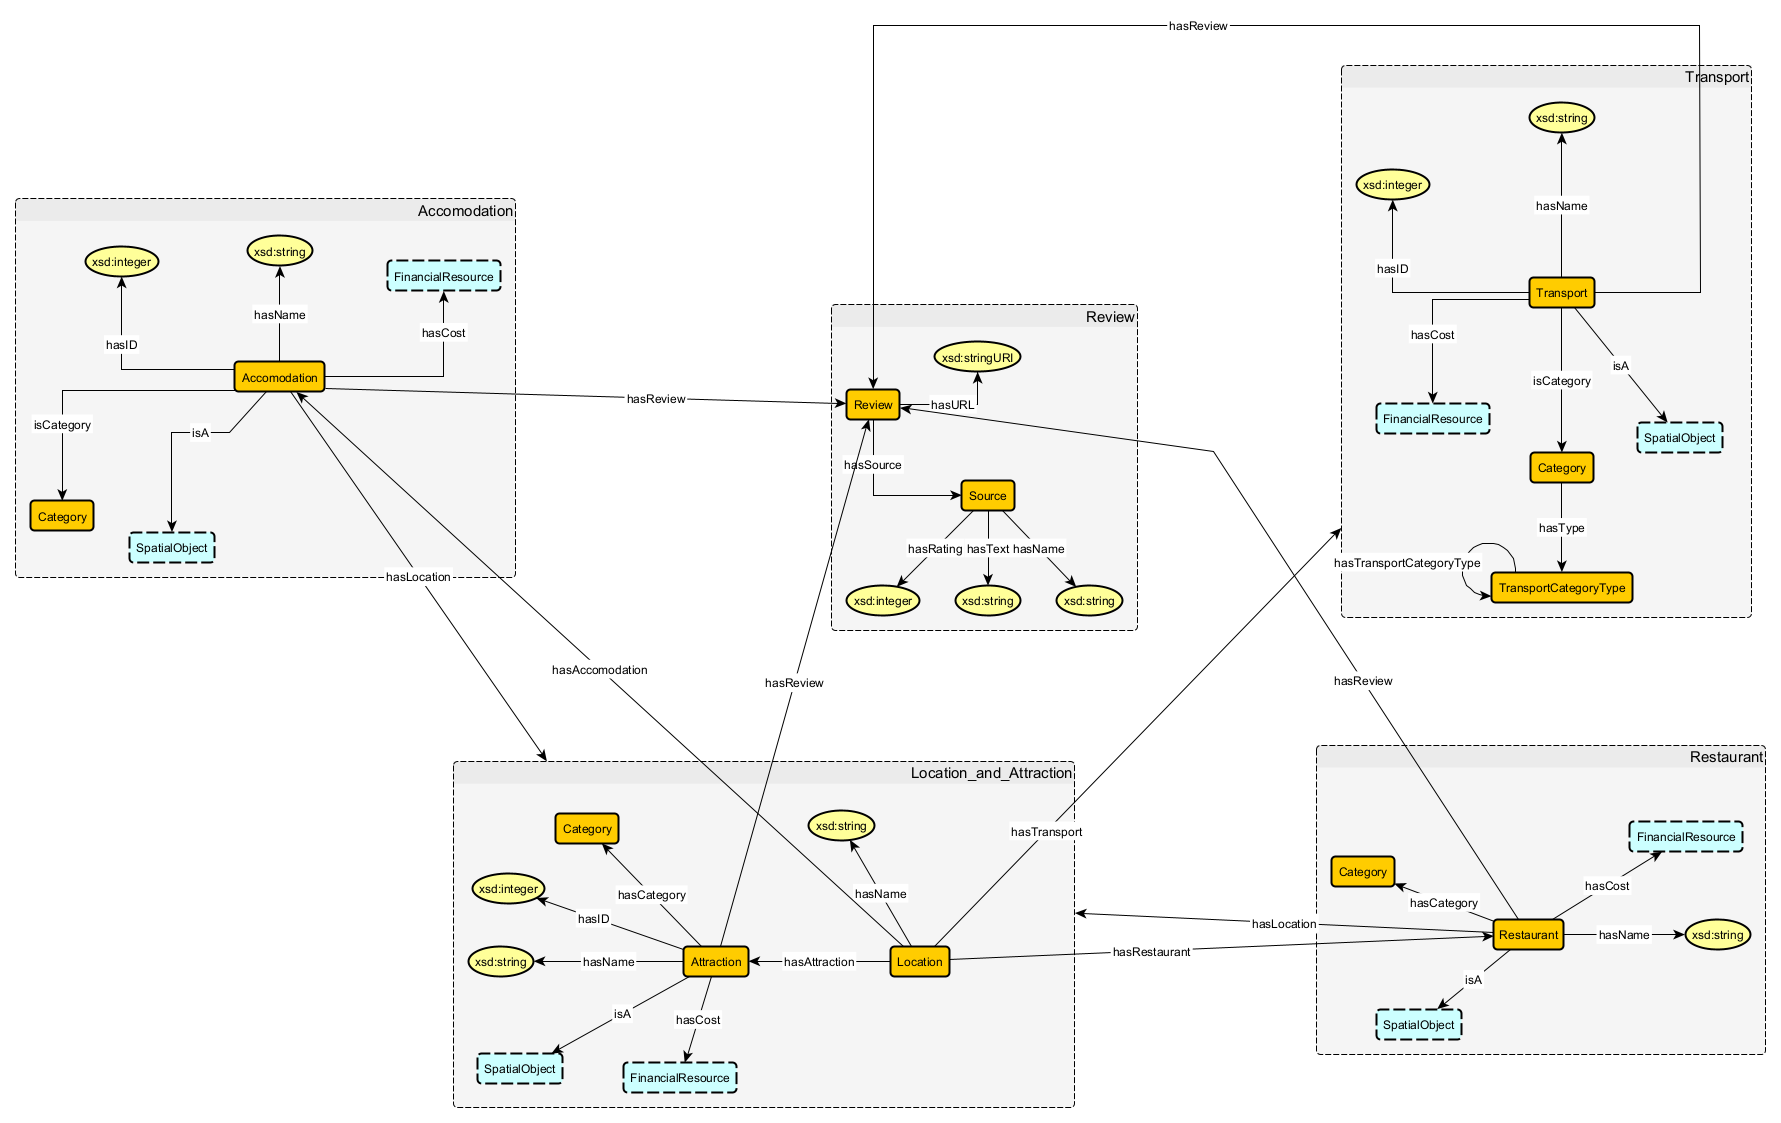 hasReview
Transport
xsd:string
xsd:integer
hasName
hasID
Transport
hasCost
isA
isCategory
FinancialResource
SpatialObject
Category
hasType
hasTransportCategoryType
TransportCategoryType
Accomodation
xsd:integer
xsd:string
FinancialResource
hasName
hasCost
hasID
Accomodation
hasReview
isCategory
isA
Category
SpatialObject
hasLocation
hasAccomodation
Review
xsd:stringURI
Review
hasURL
hasSource
Source
hasRating
hasText
hasName
xsd:integer
xsd:string
xsd:string
hasReview
hasReview
Location_and_Attraction
Category
xsd:string
hasTransport
xsd:integer
hasCategory
hasName
hasID
xsd:string
hasName
Attraction
hasAttraction
Location
hasLocation
hasRestaurant
isA
hasCost
SpatialObject
FinancialResource
Restaurant
FinancialResource
Category
hasCost
hasCategory
Restaurant
hasName
xsd:string
isA
SpatialObject